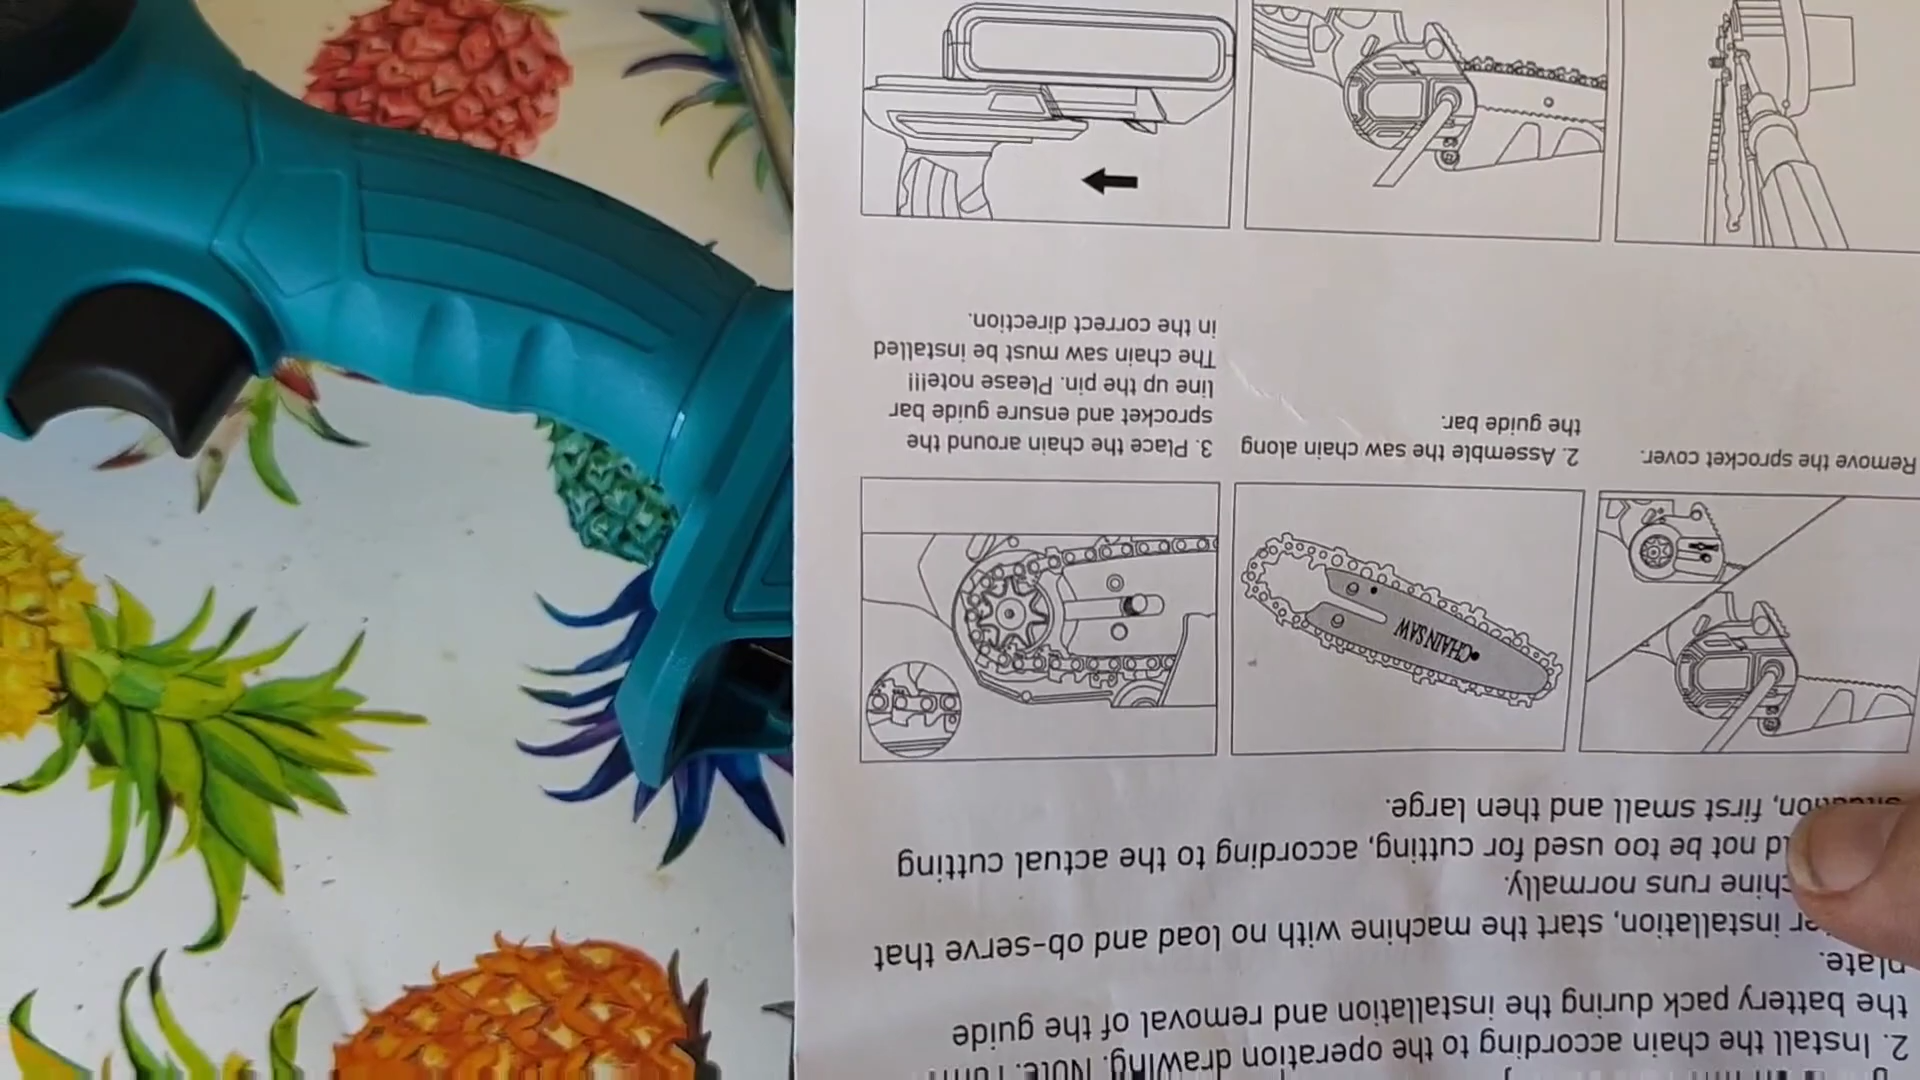 2. Install the chain according to the operation drawing. Note:
the battery pack during the installation and removal of the guide
plate.
installation, start the machine with no load and ob-serve that
runs normally.
not be too used for cutting, according to the actual cutting
first small and then large.
CHAINSAW
Remove the sprocket cover.
2. Assemble the saw chain along
the guide bar.
3. Place the chain around the
sprocket and ensure guide bar
line up the pin. Please note!!!
The chain saw must be installed
in the correct direction.